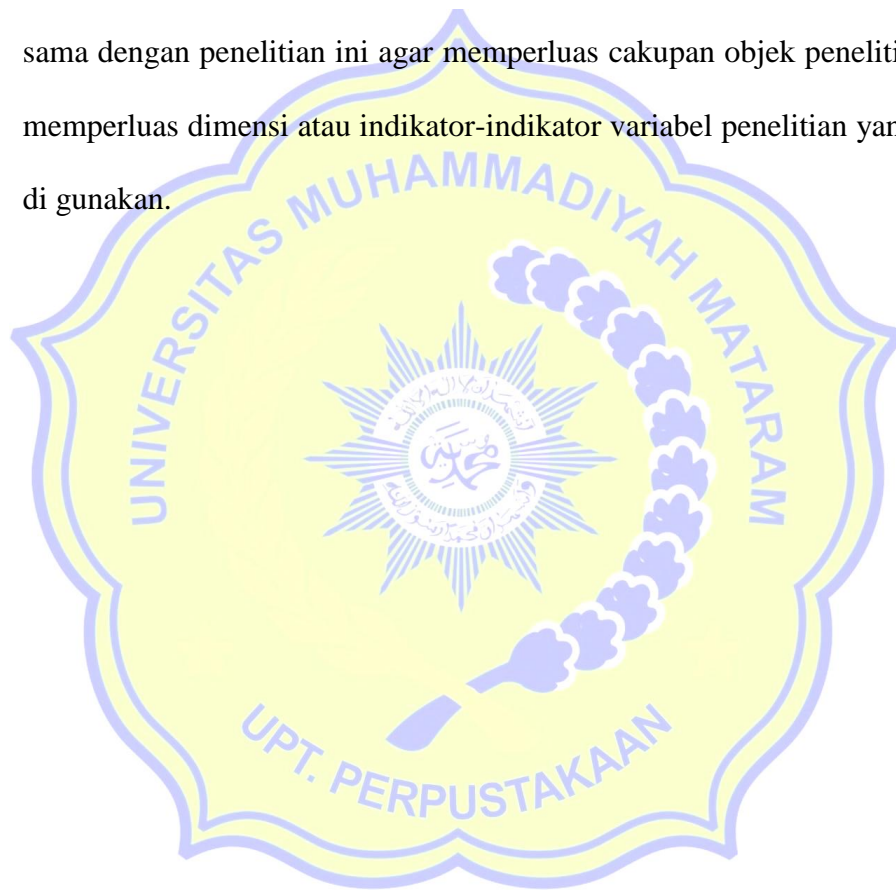 sama dengan penelitian ini agar memperluas cakupan objek peneliti
memperluas dimensi atau indikator-indikator variabel penelitian yan
di gunakan.
UNIVERSITAS MUHAMMADIYAH MATARAM
محمدية
UPT. PERPUSTAKAAN